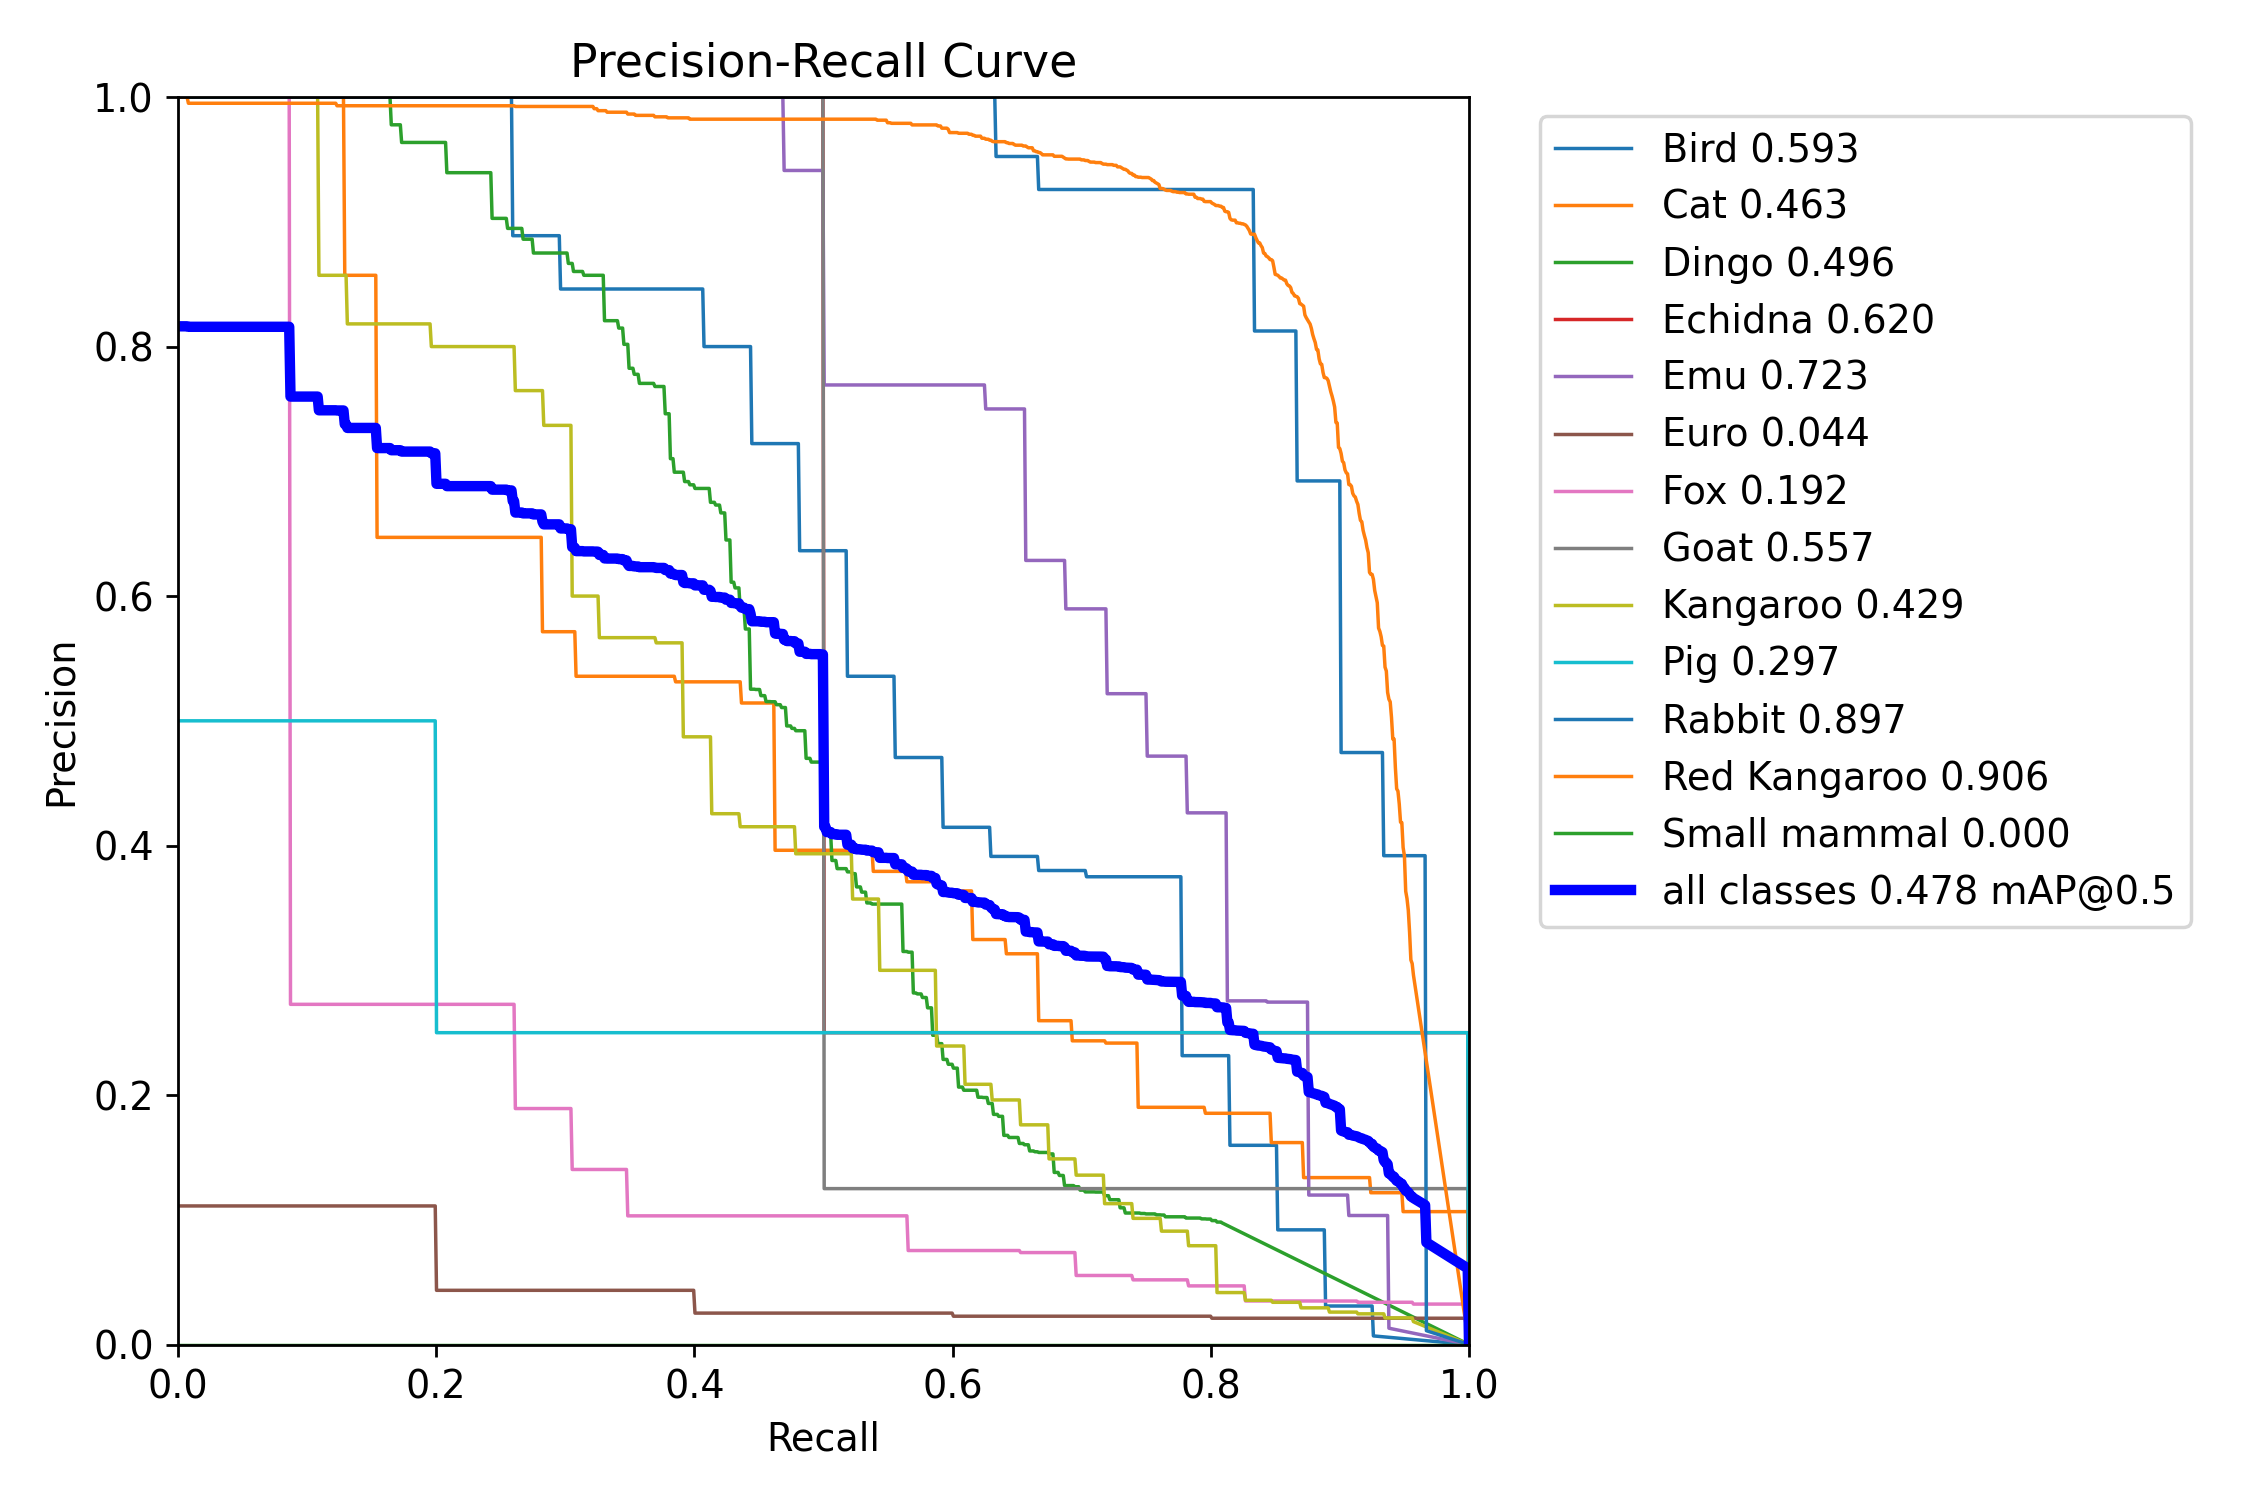 Precision-Recall Curve
1.0
0.8
0.6
0.4
0.2
0.0
Precision
0.0 0.2 0.4 0.6 0.8 1.0
Recall
Bird 0.593
Cat 0.463
Dingo 0.496
Echidna 0.620
Emu 0.723
Euro 0.044
Fox 0.192
Goat 0.557
Kangaroo 0.429
Pig 0.297
Rabbit 0.897
Red Kangaroo 0.906
Small mammal 0.000
all classes 0.478 mAP@0.5